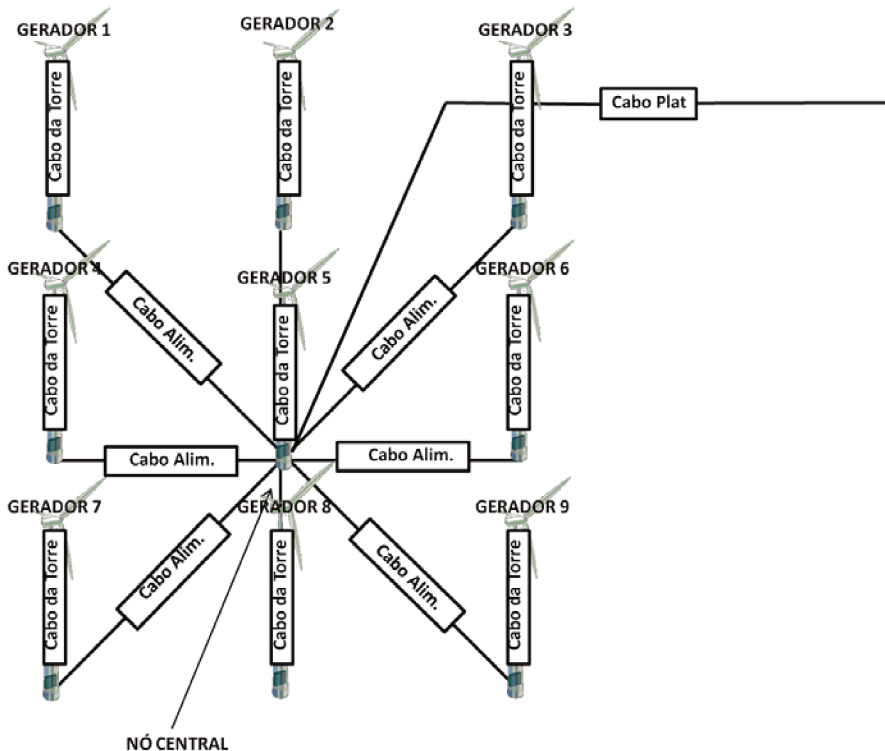 GERADOR 1
GERADOR 2
GERADOR 3
Cabo da Torre
Cabo da Torre
Cabo da Torre
Cabo Plat
GERADOR 4
GERADOR 5
GERADOR 6
Cabo Alim.
Cabo Alim.
Cabo da Torre
Cabo da Torre
Cabo da Torre
Cabo Alim.
Cabo Alim.
GERADOR 7
GERADOR 8
GERADOR 9
Cabo Alim.
Cabo Alim.
Cabo da Torre
Cabo da Torre
Cabo da Torre
NÓ CENTRAL